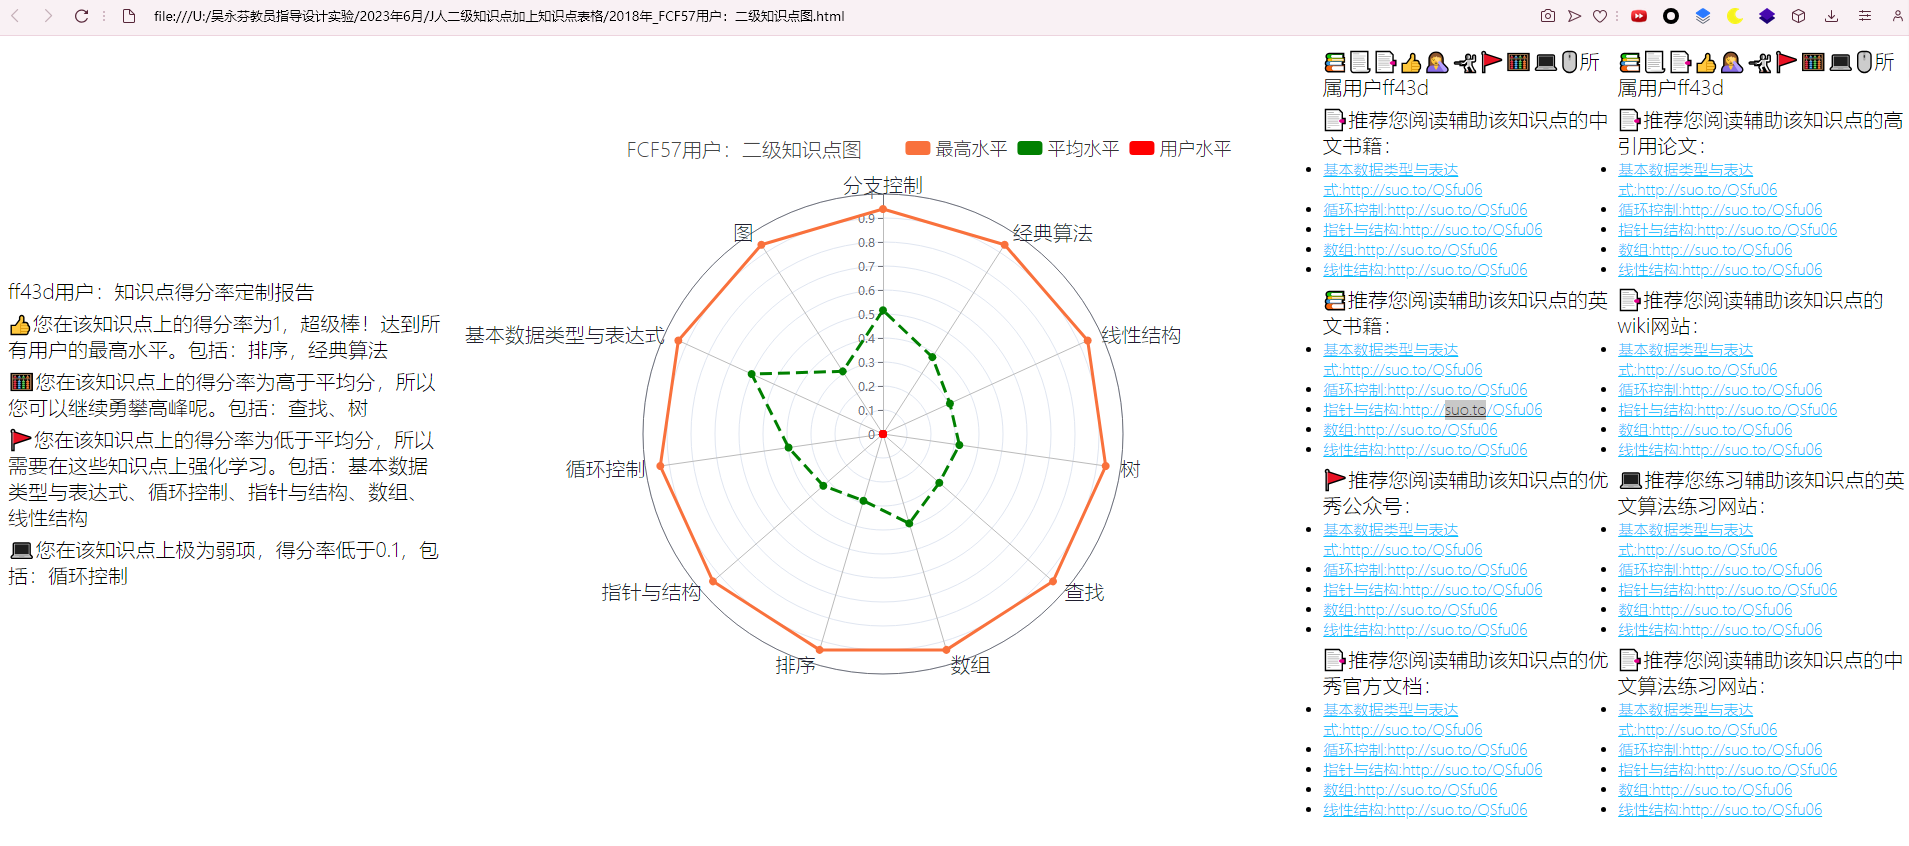 file:///U:/吴永芬教员指导设计实验/2023年6月/J人二级知识点加上知识点表格/2018年_FCF57用户：二级知识点图.html
ff43d用户：知识点得分率定制报告
👍您在该知识点上的得分率为1，超级棒！达到所
有用户的最高水平。包括：排序，经典算法
🧮您在该知识点上的得分率为高于平均分，所以
您可以继续勇攀高峰呢。包括：查找、树
🚩您在该知识点上的得分率为低于平均分，所以
需要在这些知识点上强化学习。包括：基本数据
类型与表达式、循环控制、指针与结构、数组、
线性结构
💻您在该知识点上极为弱项，得分率低于0.1，包
括：循环控制
FCF57用户：二级知识点图
最高水平
平均水平
用户水平
分支控制
经典算法
线性结构
树
查找
数组
排序
指针与结构
循环控制
基本数据类型与表达式
图
1
0.9
0.8
0.7
0.6
0.5
0.4
0.3
0.2
0.1
0
📚📃📑👍🤦🤺🚩🧮💻🖱所
属用户ff43d
📑推荐您阅读辅助该知识点的中
文书籍：
基本数据类型与表达
式:http://suo.to/QSfu06
循环控制:http://suo.to/QSfu06
指针与结构:http://suo.to/QSfu06
数组:http://suo.to/QSfu06
线性结构:http://suo.to/QSfu06
📚推荐您阅读辅助该知识点的英
文书籍：
基本数据类型与表达
式:http://suo.to/QSfu06
循环控制:http://suo.to/QSfu06
指针与结构:http://suo.to/QSfu06
数组:http://suo.to/QSfu06
线性结构:http://suo.to/QSfu06
🚩推荐您阅读辅助该知识点的优
秀公众号：
基本数据类型与表达
式:http://suo.to/QSfu06
循环控制:http://suo.to/QSfu06
指针与结构:http://suo.to/QSfu06
数组:http://suo.to/QSfu06
线性结构:http://suo.to/QSfu06
📑推荐您阅读辅助该知识点的优
秀官方文档：
基本数据类型与表达
式:http://suo.to/QSfu06
循环控制:http://suo.to/QSfu06
指针与结构:http://suo.to/QSfu06
数组:http://suo.to/QSfu06
线性结构:http://suo.to/QSfu06
📚📃📑👍🤦🤺🚩🧮💻🖱所
属用户ff43d
📑推荐您阅读辅助该知识点的高
引用论文：
基本数据类型与表达
式:http://suo.to/QSfu06
循环控制:http://suo.to/QSfu06
指针与结构:http://suo.to/QSfu06
数组:http://suo.to/QSfu06
线性结构:http://suo.to/QSfu06
📑推荐您阅读辅助该知识点的
wiki网站：
基本数据类型与表达
式:http://suo.to/QSfu06
循环控制:http://suo.to/QSfu06
指针与结构:http://suo.to/QSfu06
数组:http://suo.to/QSfu06
线性结构:http://suo.to/QSfu06
💻推荐您练习辅助该知识点的英
文算法练习网站：
基本数据类型与表达
式:http://suo.to/QSfu06
循环控制:http://suo.to/QSfu06
指针与结构:http://suo.to/QSfu06
数组:http://suo.to/QSfu06
线性结构:http://suo.to/QSfu06
📑推荐您阅读辅助该知识点的中
文算法练习网站：
基本数据类型与表达
式:http://suo.to/QSfu06
循环控制:http://suo.to/QSfu06
指针与结构:http://suo.to/QSfu06
数组:http://suo.to/QSfu06
线性结构:http://suo.to/QSfu06